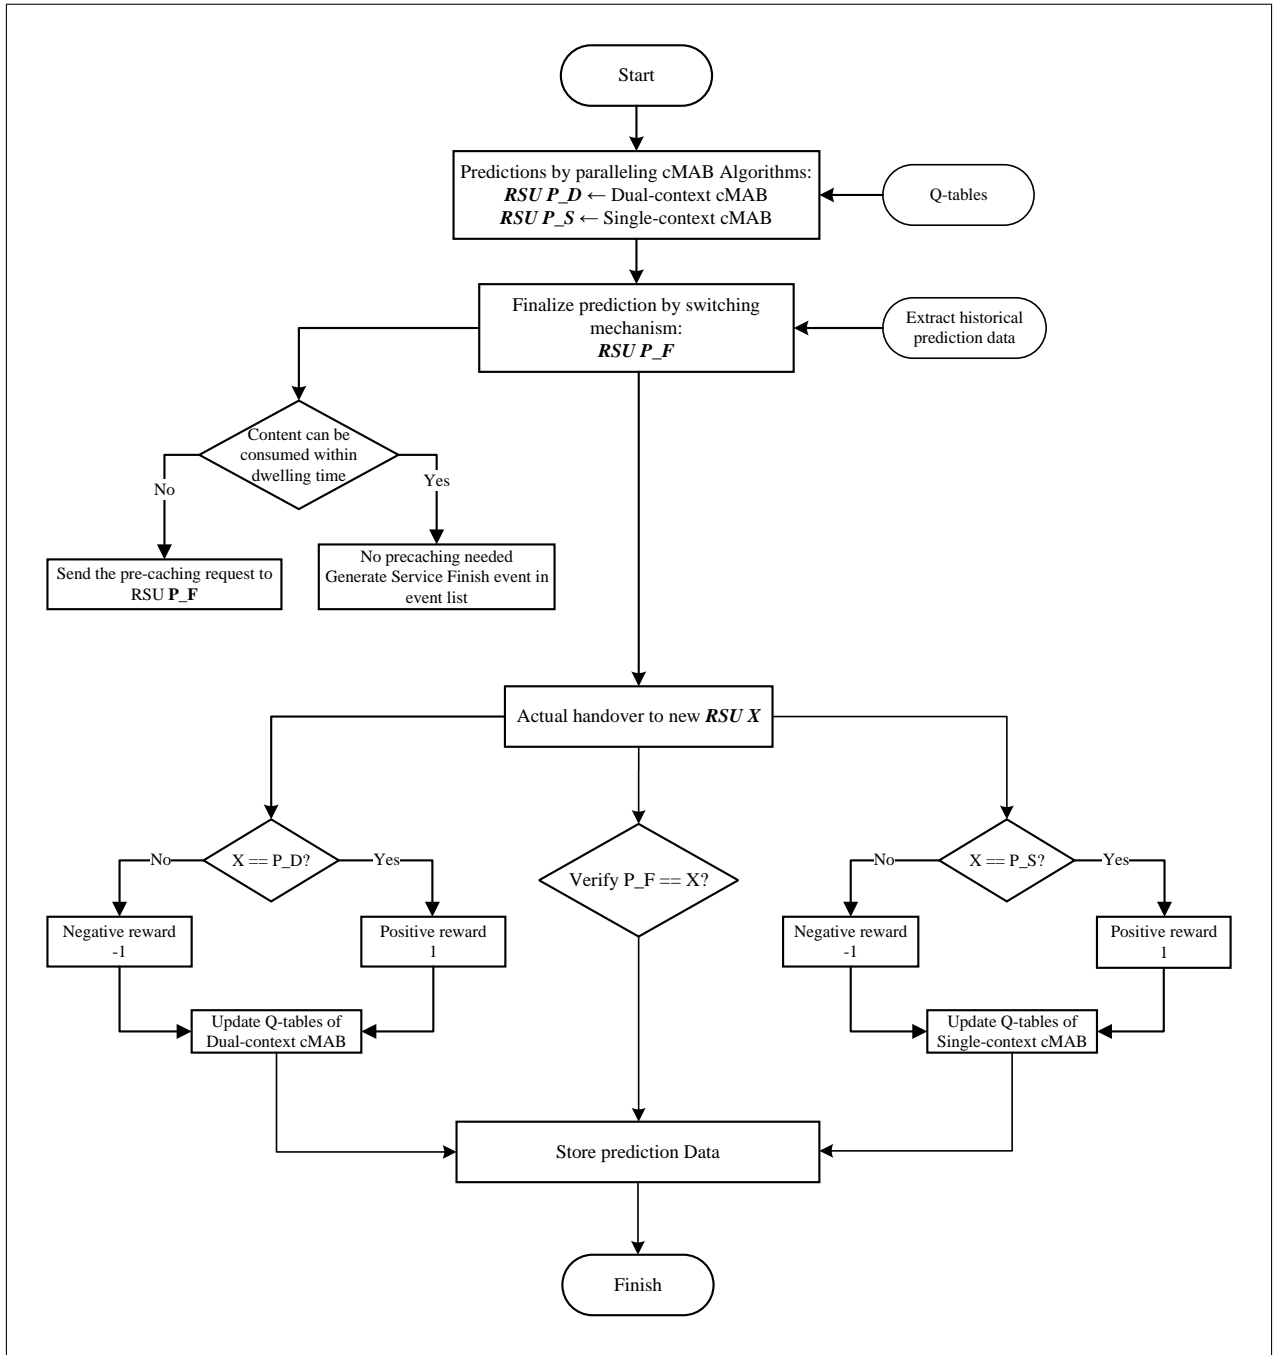 Start
Predictions by paralleling cMAB Algorithms:
RSU P_D ← Dual-context cMAB
RSU P_S ← Single-context cMAB
Q-tables
Finalize prediction by switching
mechanism:
RSU P_F
Extract historical
prediction data
Content can be
consumed within
dwelling time
No
Yes
Send the pre-caching request to
RSU P_F
No precaching needed
Generate Service Finish event in
event list
Actual handover to new RSU X
No
X == P_D?
Yes
Verify P_F == X?
No
X == P_S?
Yes
Negative reward
-1
Positive reward
1
Negative reward
-1
Positive reward
1
Update Q-tables of
Dual-context cMAB
Update Q-tables of
Single-context cMAB
Store prediction Data
Finish